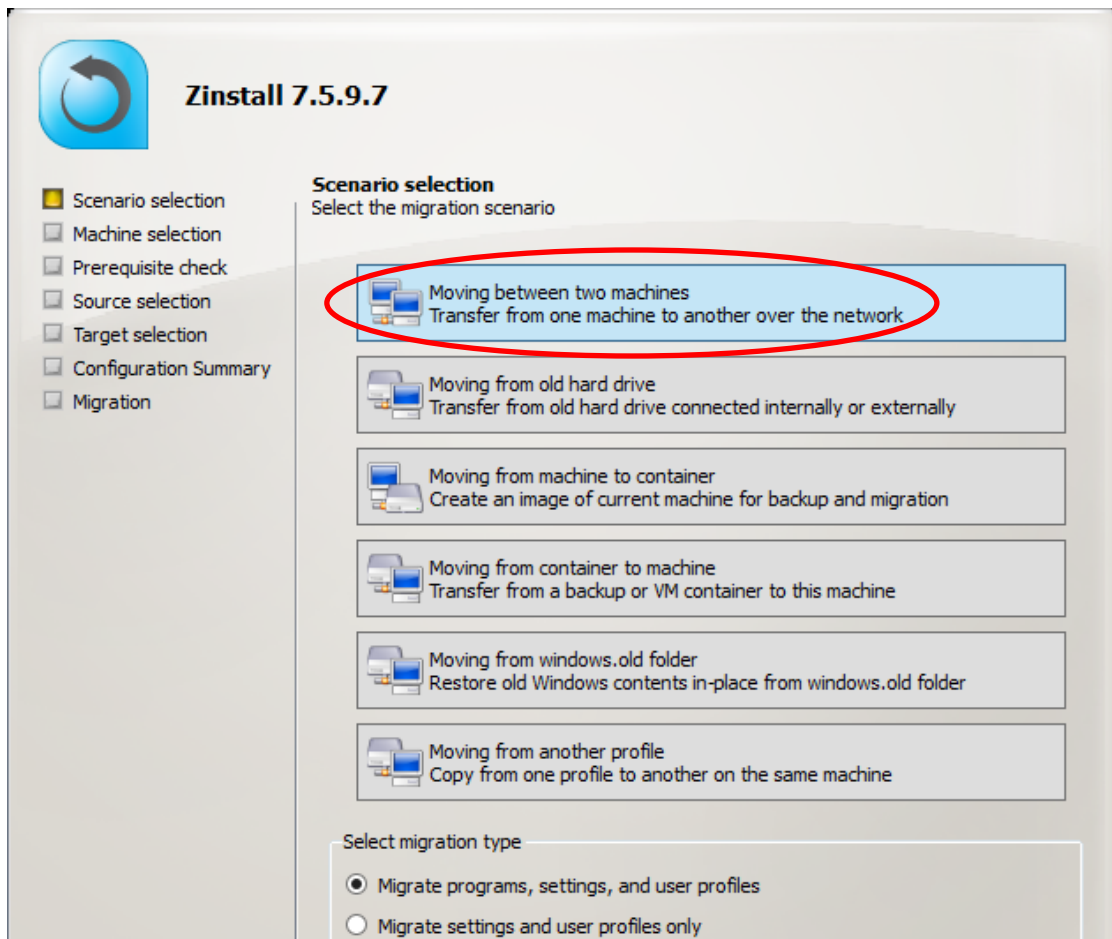 Zinstall 7.5.9.7
Scenario selection
Machine selection
Prerequisite check
Source selection
Target selection
Configuration Summary
Migration
Scenario selection
Select the migration scenario
Moving between two machines
Transfer from one machine to another over the network
Moving from old hard drive
Transfer from old hard drive connected internally or externally
Moving from machine to container
Create an image of current machine for backup and migration
Moving from container to machine
Transfer from a backup or VM container to this machine
Moving from windows.old folder
Restore old Windows contents in-place from windows.old folder
Moving from another profile
Copy from one profile to another on the same machine
Select migration type
Migrate programs, settings, and user profiles
Migrate settings and user profiles only